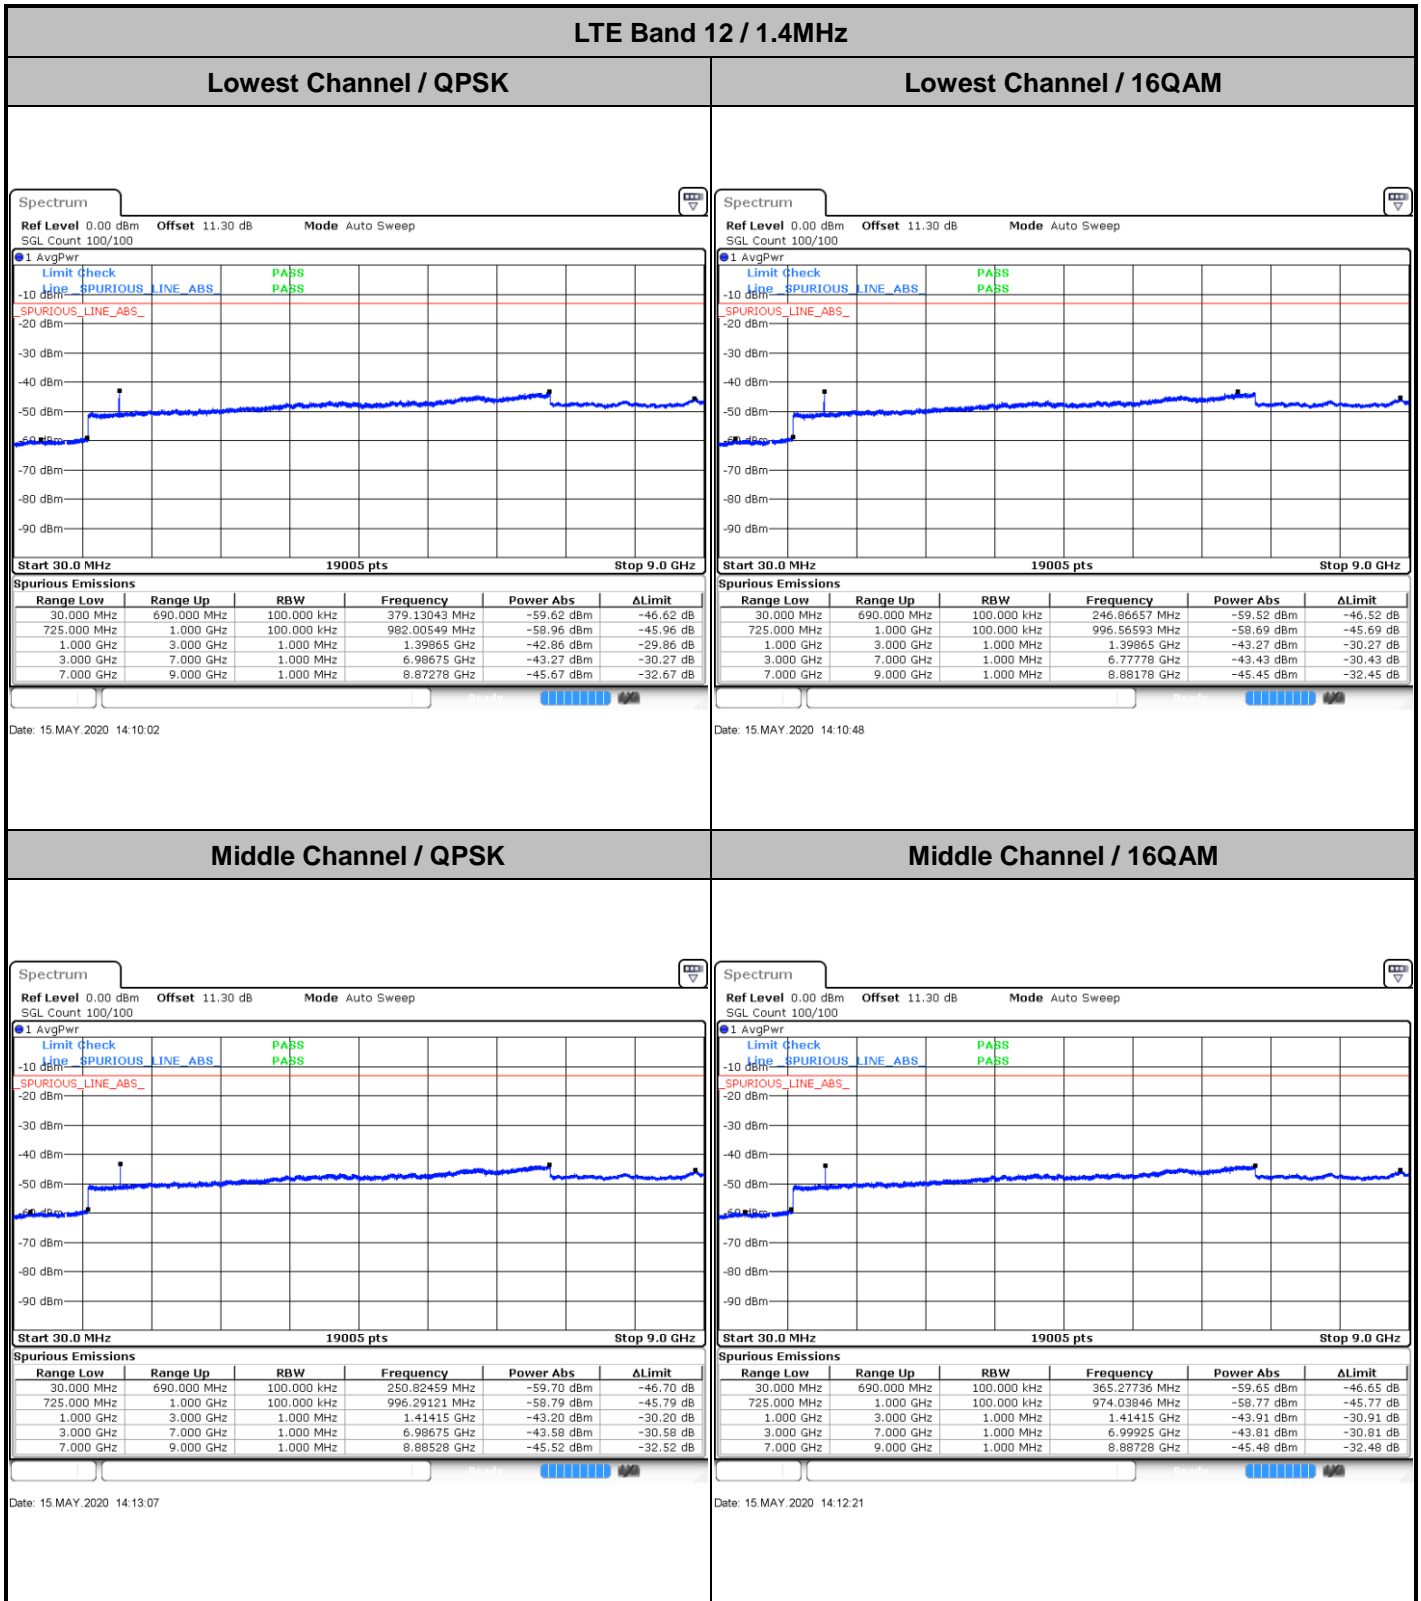 LTE Band 12 / 1.4MHz
Lowest Channel / QPSK
Lowest Channel / 16QAM
Spectrum
Ref Level 0.00 dBm Offset 11.30 dB Mode Auto Sweep
SGL Count 100/100
1 AvgPwr
Limit Check PASS
Line _SPURIOUS_LINE_ABS_ PASS
-10 dBm
_SPURIOUS_LINE_ABS_
-20 dBm
-30 dBm
-40 dBm
-50 dBm
-60 dBm
-70 dBm
-80 dBm
-90 dBm
Start 30.0 MHz 19005 pts Stop 9.0 GHz
Spurious Emissions
Range Low Range Up RBW Frequency Power Abs ΔLimit
30.000 MHz 690.000 MHz 100.000 kHz 379.13043 MHz -59.62 dBm -46.62 dB
725.000 MHz 1.000 GHz 100.000 kHz 982.00549 MHz -58.96 dBm -45.96 dB
1.000 GHz 3.000 GHz 1.000 MHz 1.39865 GHz -42.86 dBm -29.86 dB
3.000 GHz 7.000 GHz 1.000 MHz 6.98675 GHz -43.27 dBm -30.27 dB
7.000 GHz 9.000 GHz 1.000 MHz 8.87278 GHz -45.67 dBm -32.67 dB
Ready
Date: 15.MAY.2020 14:10:02
Spectrum
Ref Level 0.00 dBm Offset 11.30 dB Mode Auto Sweep
SGL Count 100/100
1 AvgPwr
Limit Check PASS
Line _SPURIOUS_LINE_ABS_ PASS
-10 dBm
_SPURIOUS_LINE_ABS_
-20 dBm
-30 dBm
-40 dBm
-50 dBm
-60 dBm
-70 dBm
-80 dBm
-90 dBm
Start 30.0 MHz 19005 pts Stop 9.0 GHz
Spurious Emissions
Range Low Range Up RBW Frequency Power Abs ΔLimit
30.000 MHz 690.000 MHz 100.000 kHz 246.86657 MHz -59.52 dBm -46.52 dB
725.000 MHz 1.000 GHz 100.000 kHz 996.56593 MHz -58.69 dBm -45.69 dB
1.000 GHz 3.000 GHz 1.000 MHz 1.39865 GHz -43.27 dBm -30.27 dB
3.000 GHz 7.000 GHz 1.000 MHz 6.77778 GHz -43.43 dBm -30.43 dB
7.000 GHz 9.000 GHz 1.000 MHz 8.88178 GHz -45.45 dBm -32.45 dB
Ready
Date: 15.MAY.2020 14:10:48
Middle Channel / QPSK
Middle Channel / 16QAM
Spectrum
Ref Level 0.00 dBm Offset 11.30 dB Mode Auto Sweep
SGL Count 100/100
1 AvgPwr
Limit Check PASS
Line _SPURIOUS_LINE_ABS_ PASS
-10 dBm
_SPURIOUS_LINE_ABS_
-20 dBm
-30 dBm
-40 dBm
-50 dBm
-60 dBm
-70 dBm
-80 dBm
-90 dBm
Start 30.0 MHz 19005 pts Stop 9.0 GHz
Spurious Emissions
Range Low Range Up RBW Frequency Power Abs ΔLimit
30.000 MHz 690.000 MHz 100.000 kHz 250.82459 MHz -59.70 dBm -46.70 dB
725.000 MHz 1.000 GHz 100.000 kHz 996.29121 MHz -58.79 dBm -45.79 dB
1.000 GHz 3.000 GHz 1.000 MHz 1.41415 GHz -43.20 dBm -30.20 dB
3.000 GHz 7.000 GHz 1.000 MHz 6.98675 GHz -43.58 dBm -30.58 dB
7.000 GHz 9.000 GHz 1.000 MHz 8.88528 GHz -45.52 dBm -32.52 dB
Ready
Date: 15.MAY.2020 14:13:07
Spectrum
Ref Level 0.00 dBm Offset 11.30 dB Mode Auto Sweep
SGL Count 100/100
1 AvgPwr
Limit Check PASS
Line _SPURIOUS_LINE_ABS_ PASS
-10 dBm
_SPURIOUS_LINE_ABS_
-20 dBm
-30 dBm
-40 dBm
-50 dBm
-60 dBm
-70 dBm
-80 dBm
-90 dBm
Start 30.0 MHz 19005 pts Stop 9.0 GHz
Spurious Emissions
Range Low Range Up RBW Frequency Power Abs ΔLimit
30.000 MHz 690.000 MHz 100.000 kHz 365.27736 MHz -59.65 dBm -46.65 dB
725.000 MHz 1.000 GHz 100.000 kHz 974.03846 MHz -58.77 dBm -45.77 dB
1.000 GHz 3.000 GHz 1.000 MHz 1.41415 GHz -43.91 dBm -30.91 dB
3.000 GHz 7.000 GHz 1.000 MHz 6.99925 GHz -43.81 dBm -30.81 dB
7.000 GHz 9.000 GHz 1.000 MHz 8.88728 GHz -45.48 dBm -32.48 dB
Ready
Date: 15.MAY.2020 14:12:21